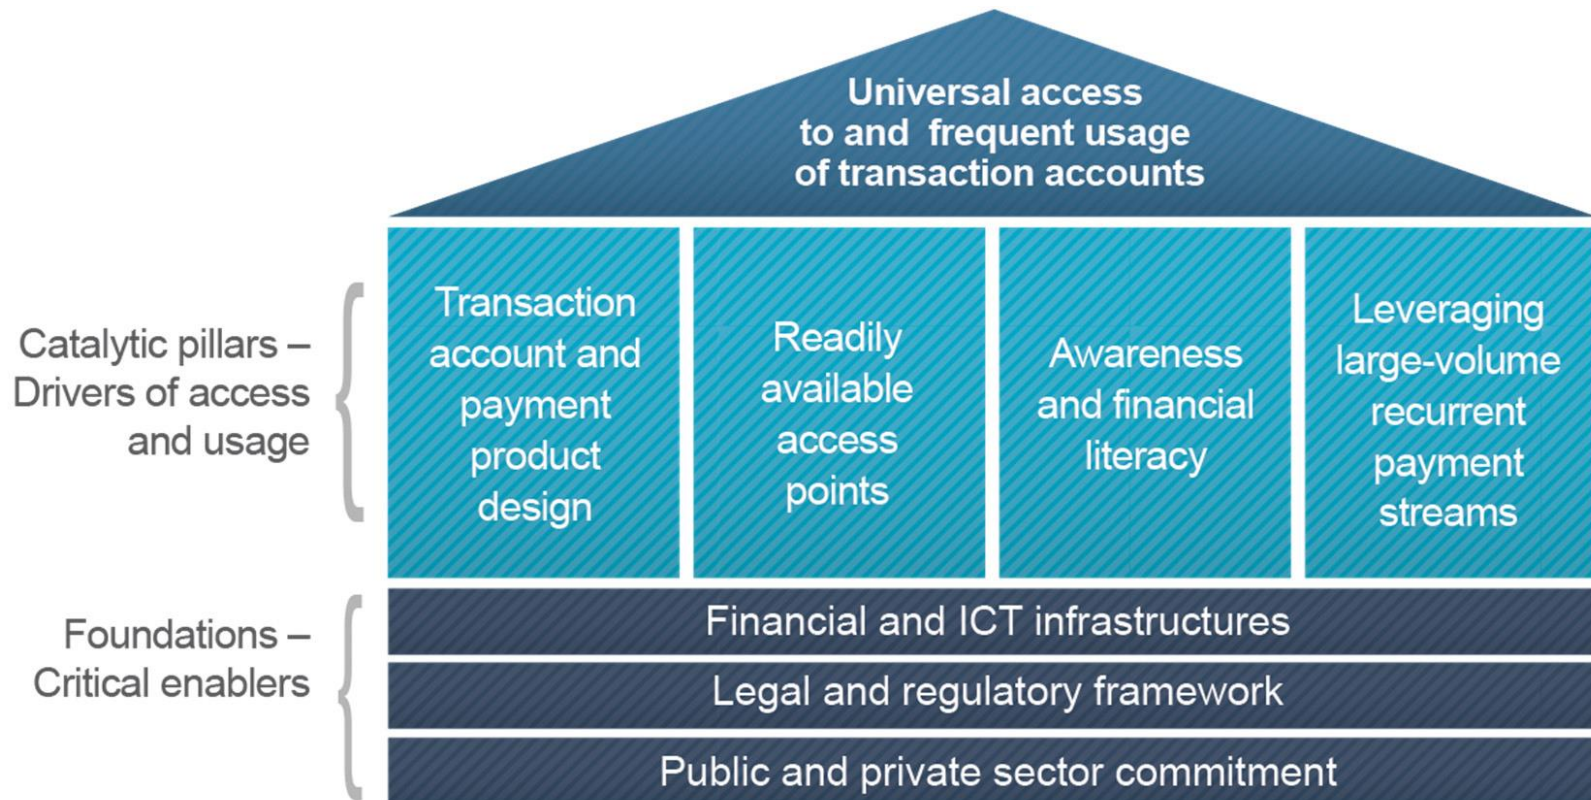 Universal access
to and frequent usage
of transaction accounts
Catalytic pillars –
Drivers of access
and usage
Transaction
account and
payment
product
design
Readily
available
access
points
Awareness
and financial
literacy
Leveraging
large-volume
recurrent
payment
streams
Foundations –
Critical enablers
Financial and ICT infrastructures
Legal and regulatory framework
Public and private sector commitment